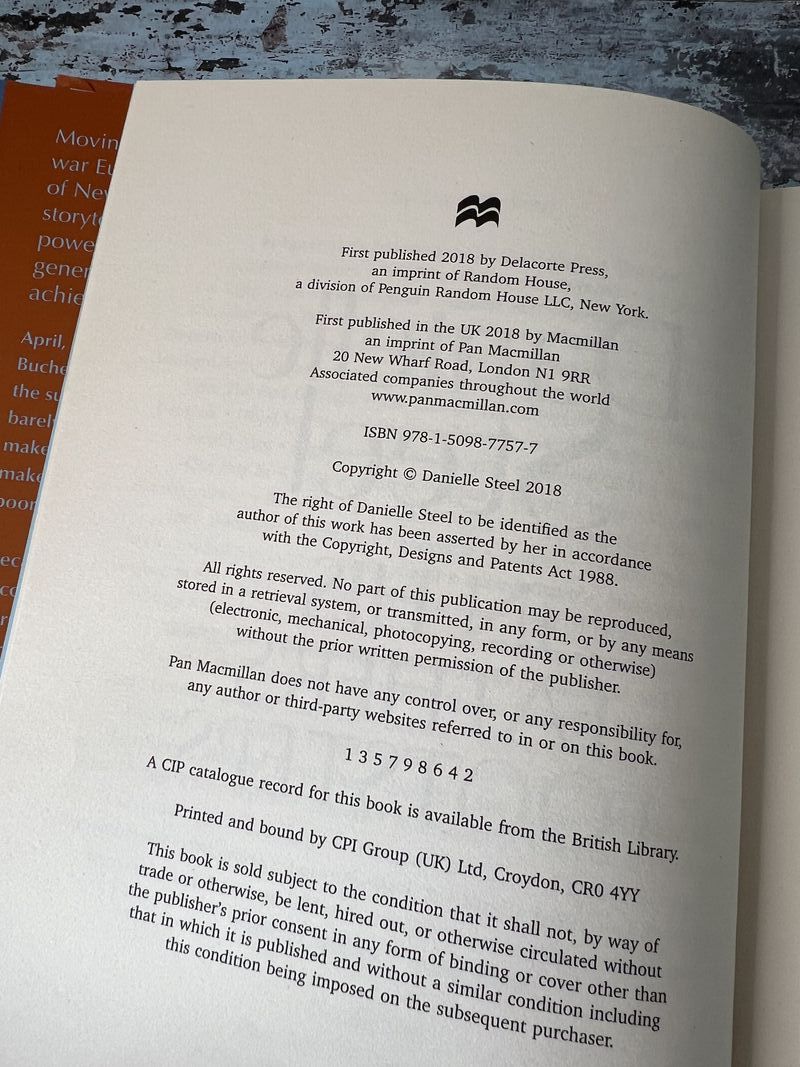 Movin
war Eu
of New
storyte
powe
gener
achie
April,
Buche
the su
barel
make
make
poor
First published 2018 by Delacorte Press,
an imprint of Random House,
a division of Penguin Random House LLC, New York.
First published in the UK 2018 by Macmillan
an imprint of Pan Macmillan
20 New Wharf Road, London N1 9RR
Associated companies throughout the world
www.panmacmillan.com
ISBN 978-1-5098-7757-7
Copyright © Danielle Steel 2018
The right of Danielle Steel to be identified as the
author of this work has been asserted by her in accordance
with the Copyright, Designs and Patents Act 1988.
All rights reserved. No part of this publication may be reproduced,
stored in a retrieval system, or transmitted, in any form, or by any means
(electronic, mechanical, photocopying, recording or otherwise)
without the prior written permission of the publisher.
Pan Macmillan does not have any control over, or any responsibility for,
any author or third-party websites referred to in or on this book.
1 3 5 7 9 8 6 4 2
A CIP catalogue record for this book is available from the British Library.
Printed and bound by CPI Group (UK) Ltd, Croydon, CR0 4YY
This book is sold subject to the condition that it shall not, by way of
trade or otherwise, be lent, hired out, or otherwise circulated without
the publisher's prior consent in any form of binding or cover other than
that in which it is published and without a similar condition including
this condition being imposed on the subsequent purchaser.